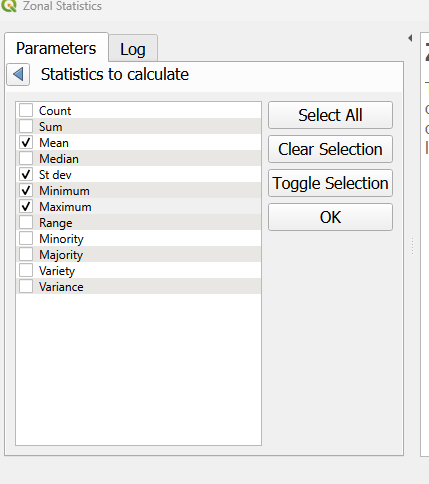 Zonal Statistics
Parameters
Log
Statistics to calculate
Count
Sum
Mean
Median
St dev
Minimum
Maximum
Range
Minority
Majority
Variety
Variance
Select All
Clear Selection
Toggle Selection
OK